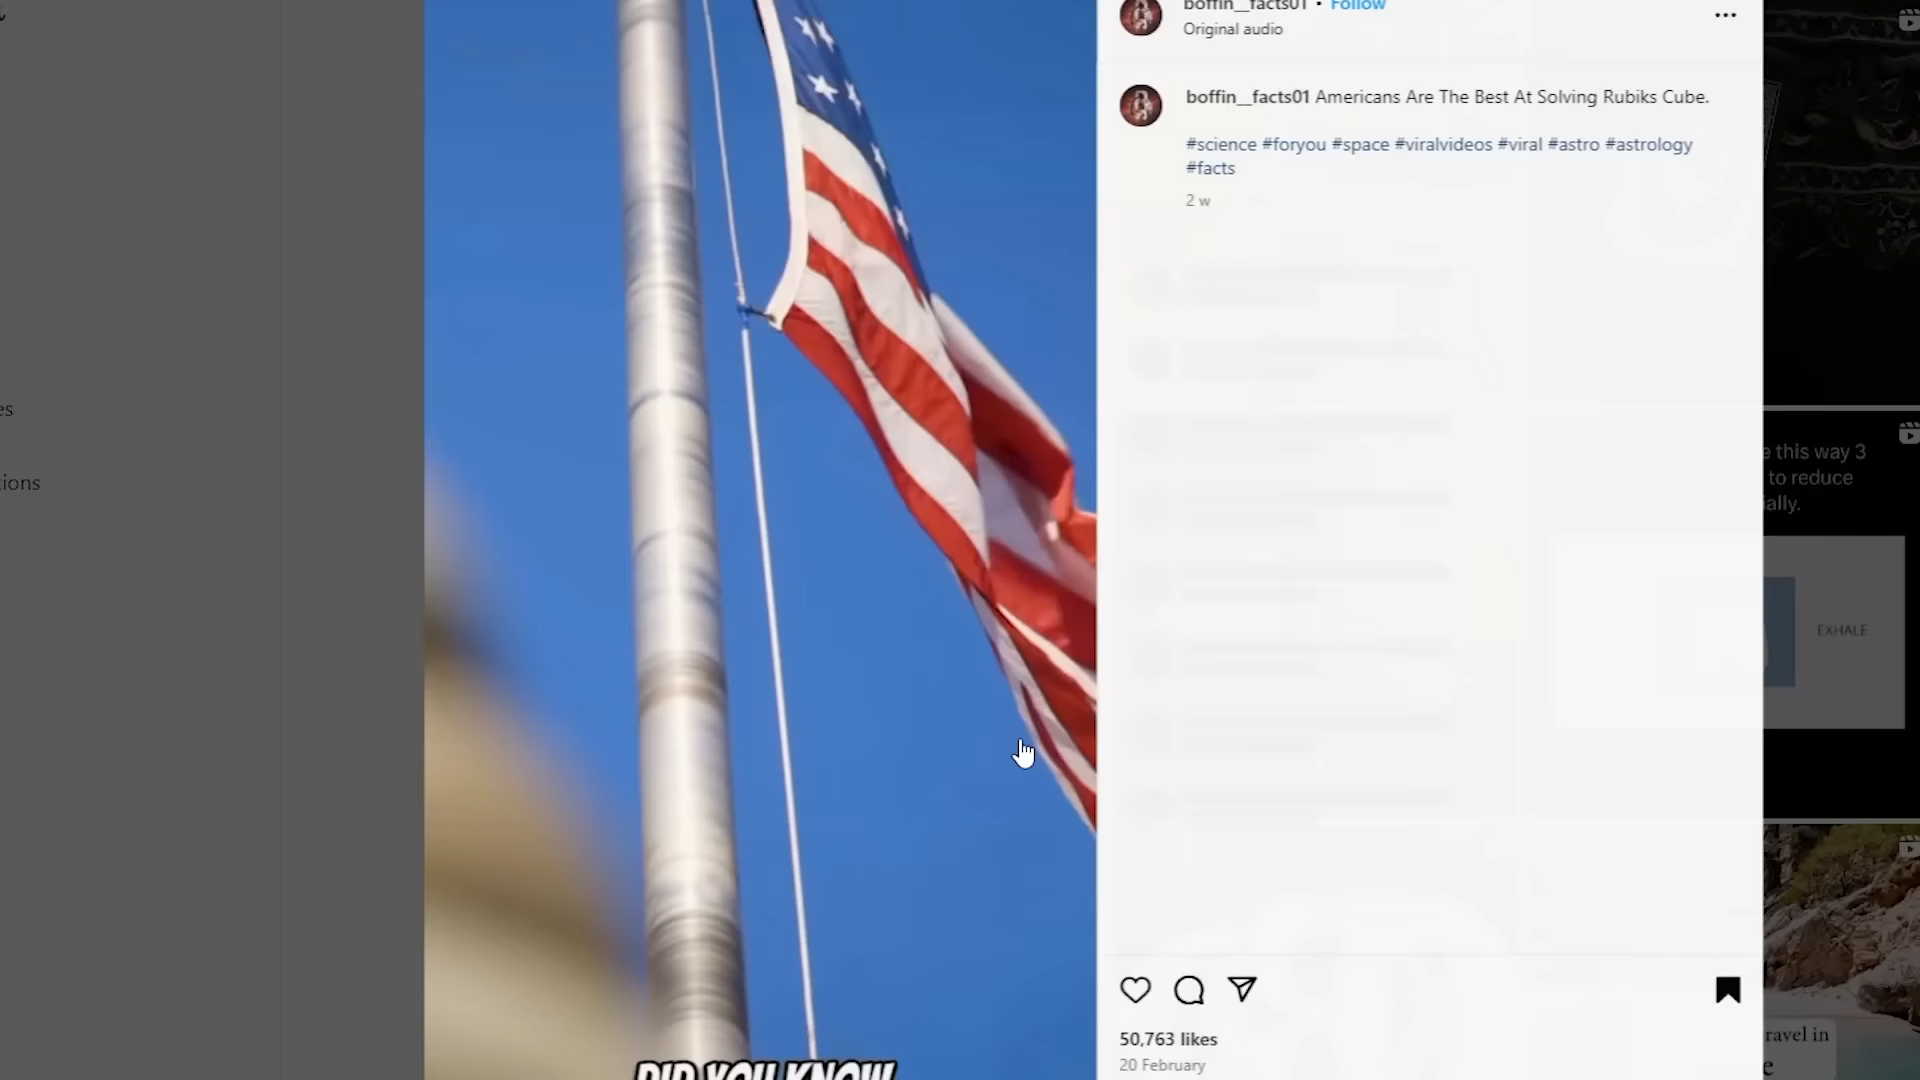 boffin__facts01 • Follow
Original audio
boffin__facts01 Americans Are The Best At Solving Rubiks Cube.
#science #foryou #space #viralvideos #viral #astro #astrology
#facts
2 w
es
tions
e this way 3
to reduce
ially.
EXHALE
50,763 likes
20 February
DID YOU KNOW
ravel in
e